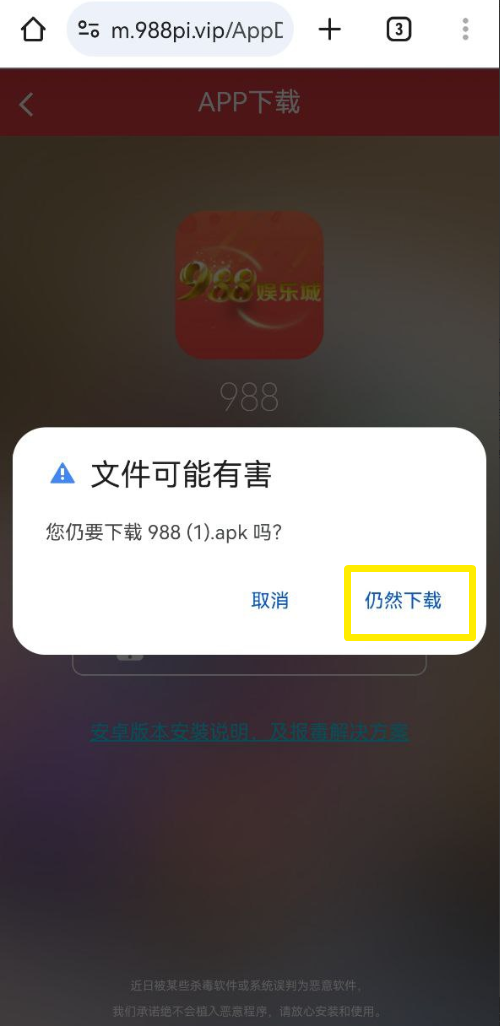 m.988pi.vip/AppD
3
APP下载
988娱乐城
988
文件可能有害
您仍要下载 988 (1).apk 吗?
取消 仍然下载
安卓版本安装说明，及报毒解决方案
近日被某些杀毒软件或系统误判为恶意软件，
我们承诺绝不会植入恶意程序，请放心安装和使用。